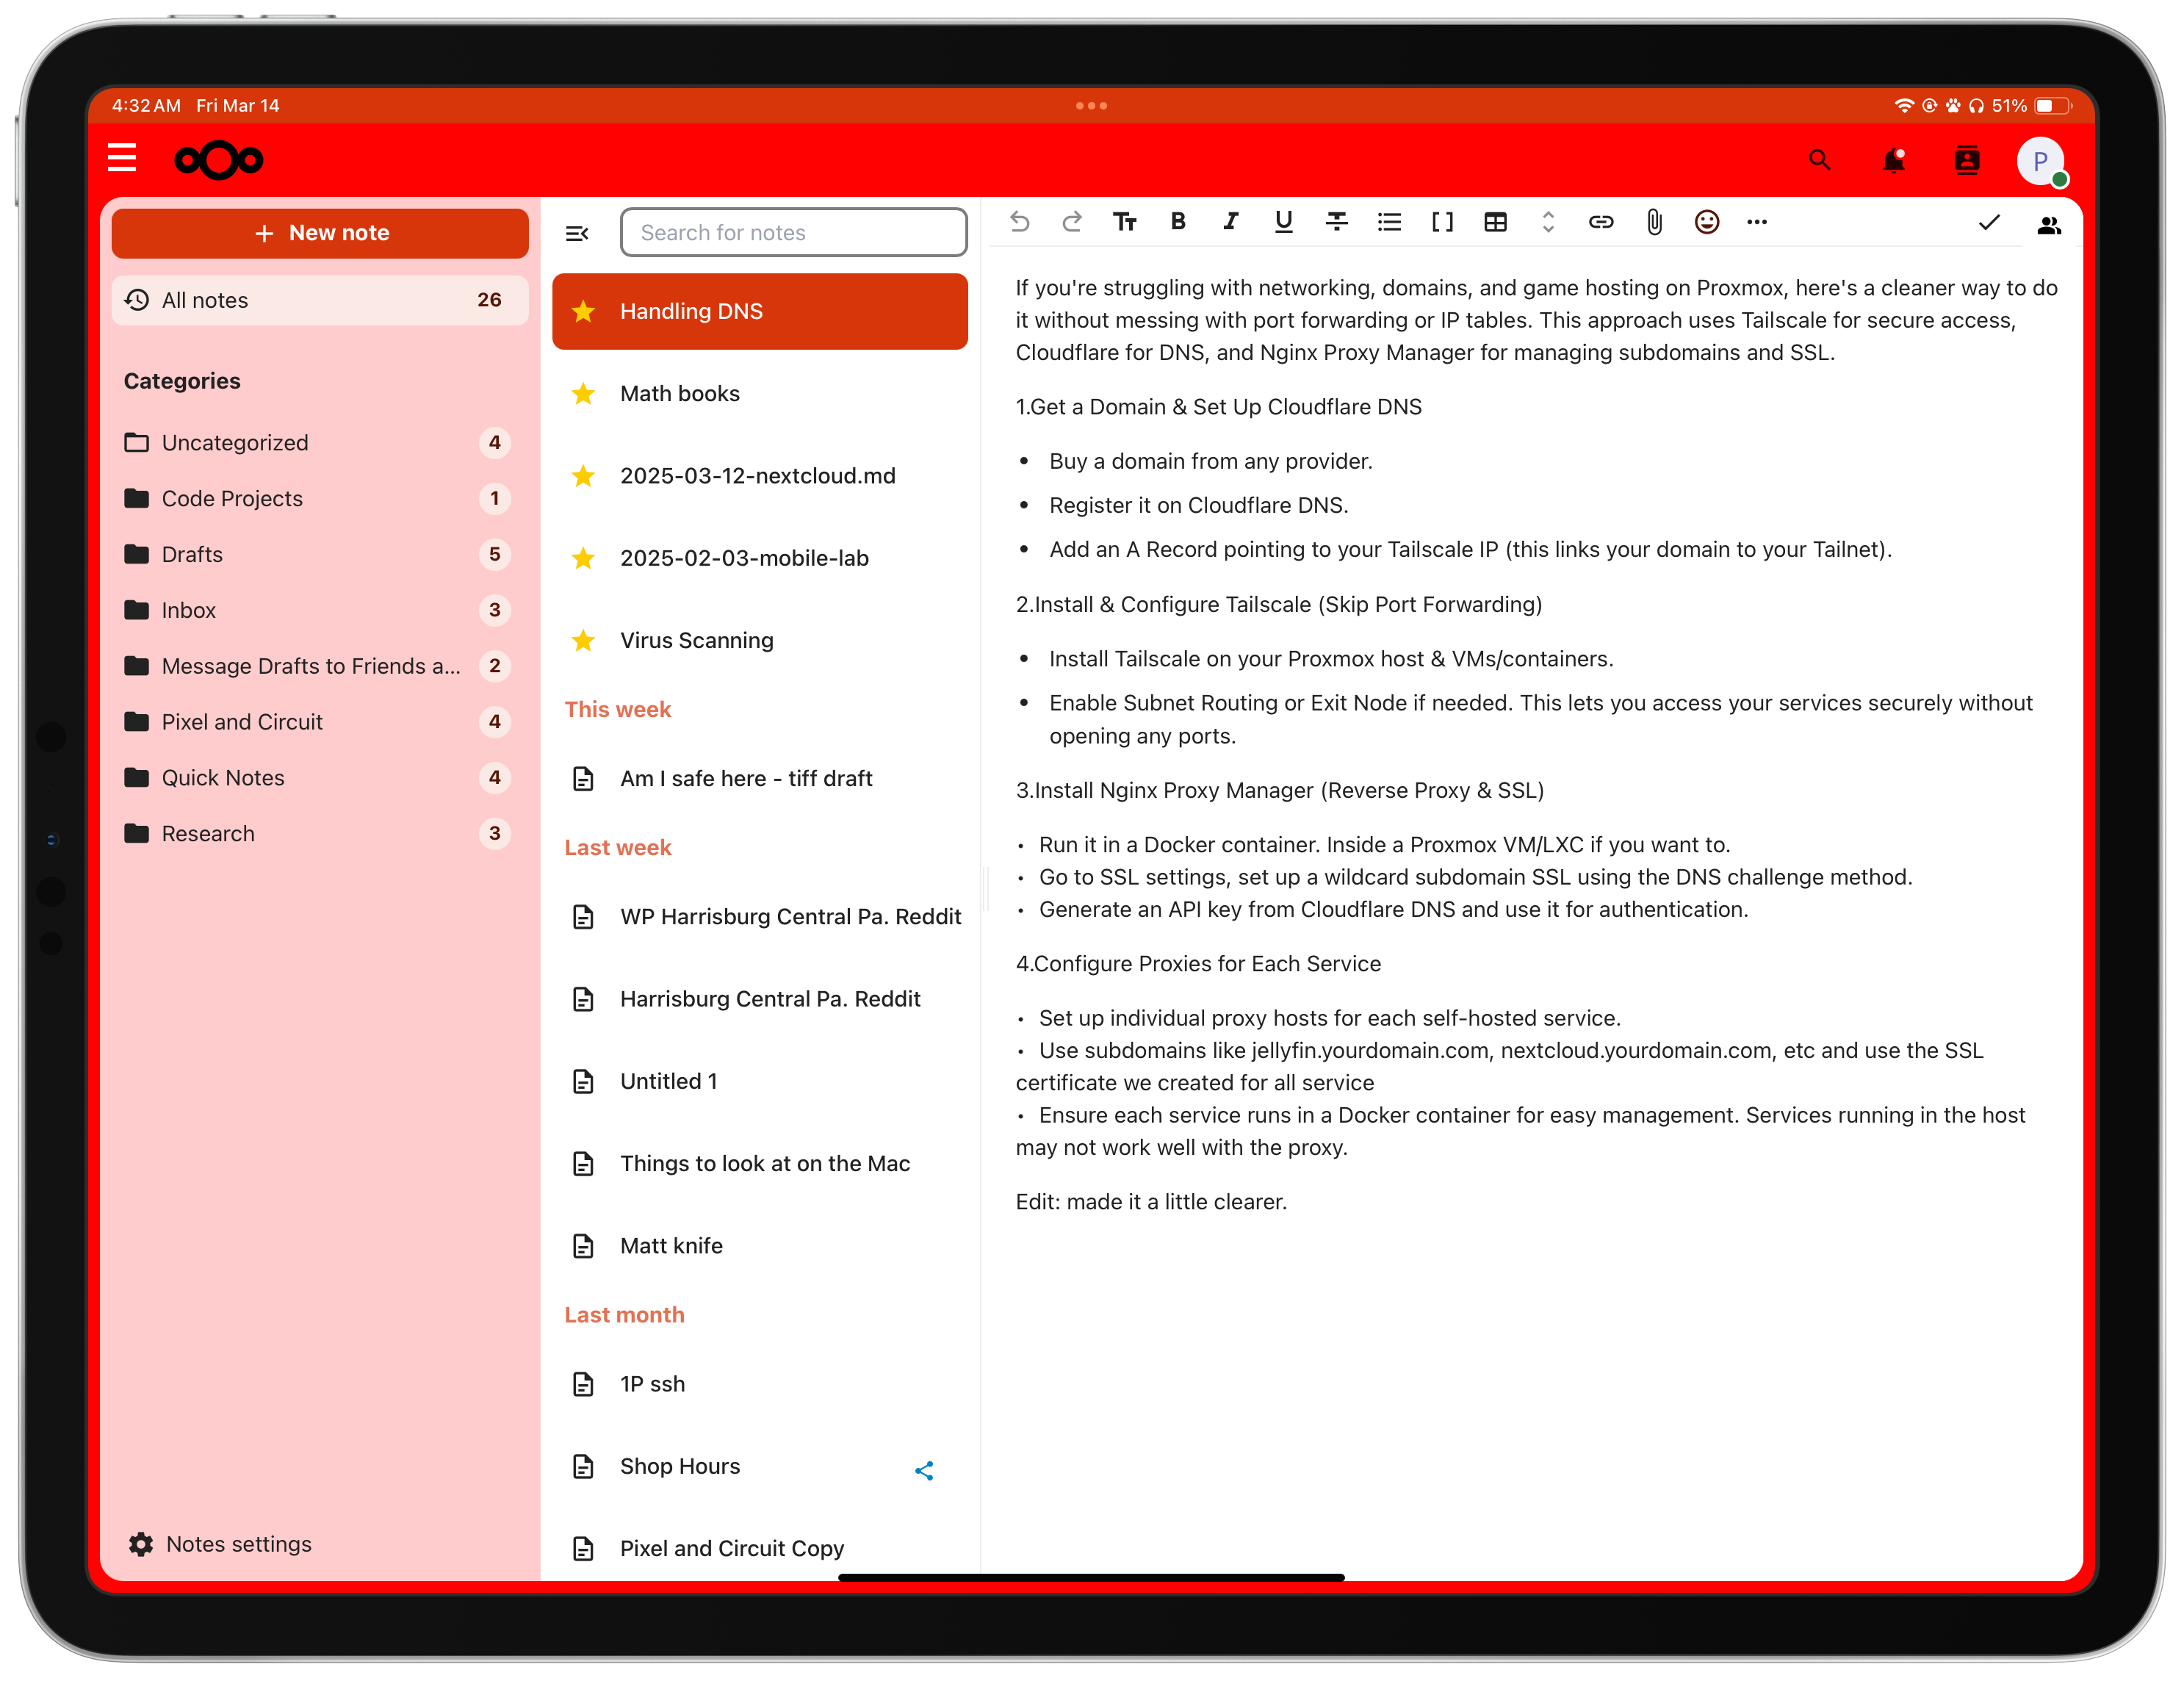 4:32 AM Fri Mar 14
51%
P
New note
All notes 26
Categories
Uncategorized 4
Code Projects 1
Drafts 5
Inbox 3
Message Drafts to Friends a... 2
Pixel and Circuit 4
Quick Notes 4
Research 3
Notes settings
Search for notes
Handling DNS
Math books
2025-03-12-nextcloud.md
2025-02-03-mobile-lab
Virus Scanning
This week
Am I safe here - tiff draft
Last week
WP Harrisburg Central Pa. Reddit
Harrisburg Central Pa. Reddit
Untitled 1
Things to look at on the Mac
Matt knife
Last month
1P ssh
Shop Hours
Pixel and Circuit Copy
If you're struggling with networking, domains, and game hosting on Proxmox, here's a cleaner way to do
it without messing with port forwarding or IP tables. This approach uses Tailscale for secure access,
Cloudflare for DNS, and Nginx Proxy Manager for managing subdomains and SSL.
1.Get a Domain & Set Up Cloudflare DNS
• Buy a domain from any provider.
• Register it on Cloudflare DNS.
• Add an A Record pointing to your Tailscale IP (this links your domain to your Tailnet).
2.Install & Configure Tailscale (Skip Port Forwarding)
• Install Tailscale on your Proxmox host & VMs/containers.
• Enable Subnet Routing or Exit Node if needed. This lets you access your services securely without
opening any ports.
3.Install Nginx Proxy Manager (Reverse Proxy & SSL)
• Run it in a Docker container. Inside a Proxmox VM/LXC if you want to.
• Go to SSL settings, set up a wildcard subdomain SSL using the DNS challenge method.
• Generate an API key from Cloudflare DNS and use it for authentication.
4.Configure Proxies for Each Service
• Set up individual proxy hosts for each self-hosted service.
• Use subdomains like jellyfin.yourdomain.com, nextcloud.yourdomain.com, etc and use the SSL
certificate we created for all service
• Ensure each service runs in a Docker container for easy management. Services running in the host
may not work well with the proxy.
Edit: made it a little clearer.